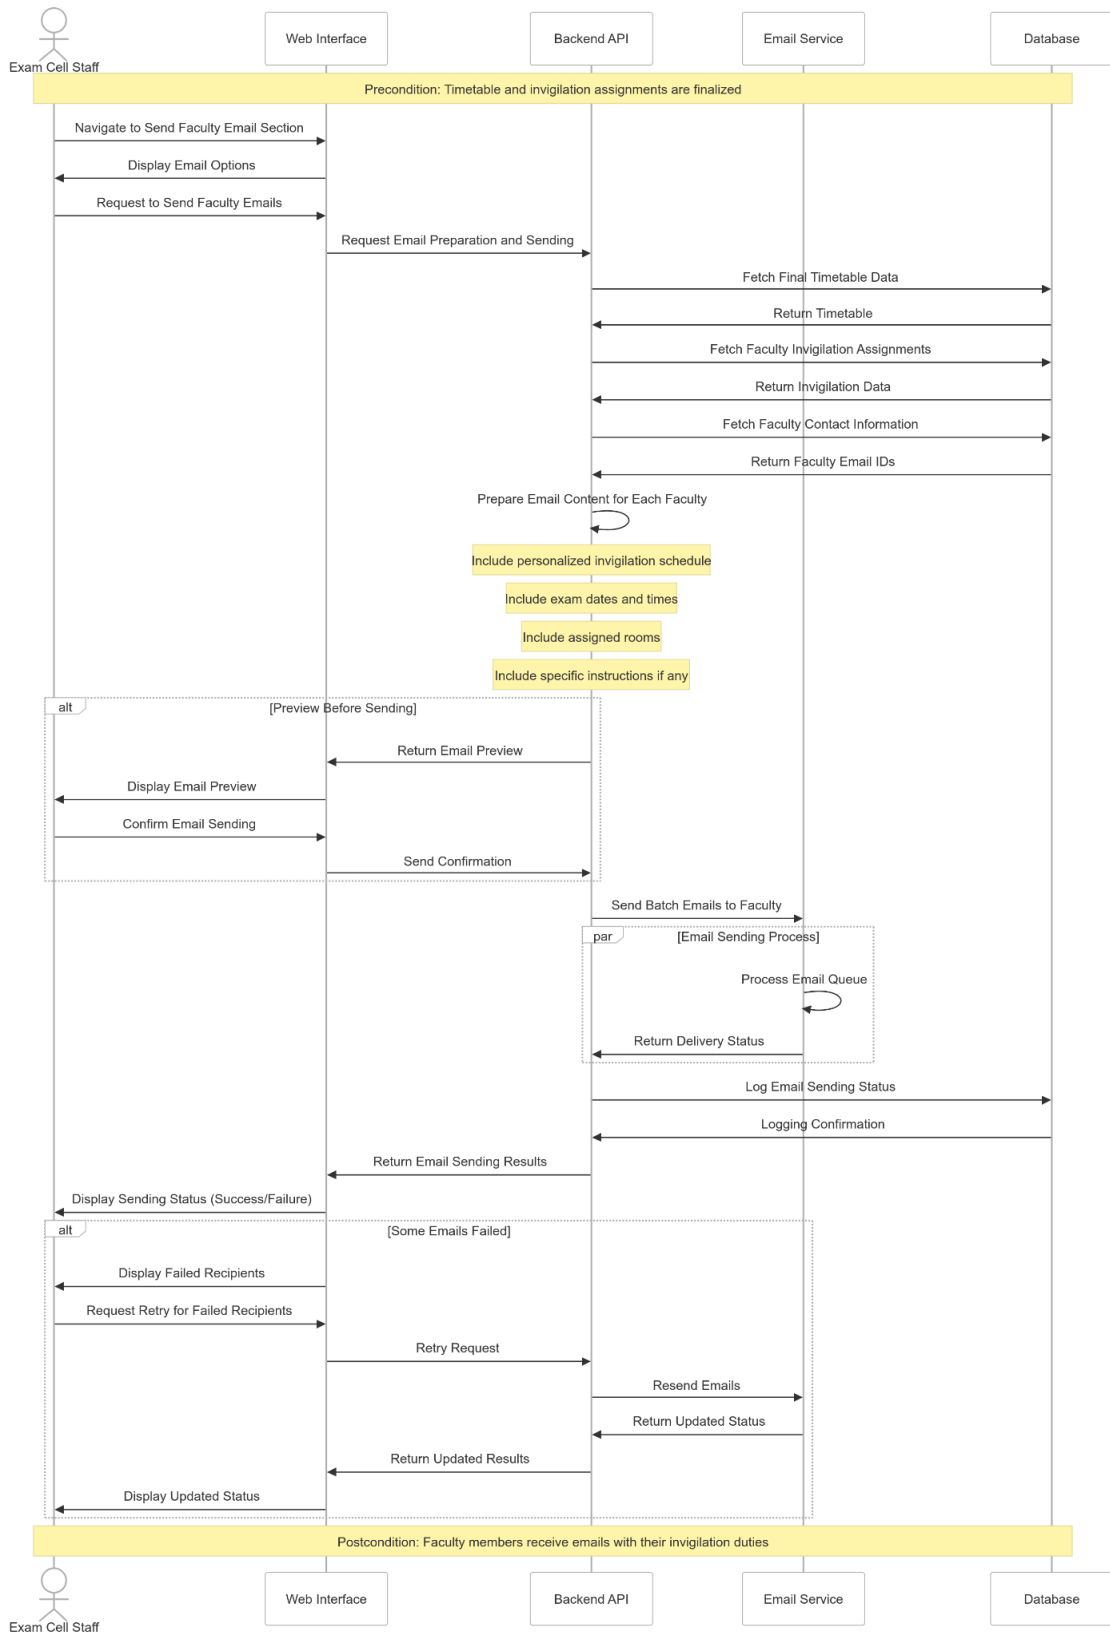 Exam Cell Staff
Web Interface
Backend API
Email Service
Database
Precondition: Timetable and invigilation assignments are finalized
Navigate to Send Faculty Email Section
Display Email Options
Request to Send Faculty Emails
Request Email Preparation and Sending
Fetch Final Timetable Data
Return Timetable
Fetch Faculty Invigilation Assignments
Return Invigilation Data
Fetch Faculty Contact Information
Return Faculty Email IDs
Prepare Email Content for Each Faculty
Include personalized invigilation schedule
Include exam dates and times
Include assigned rooms
Include specific instructions if any
alt
[Preview Before Sending]
Return Email Preview
Display Email Preview
Confirm Email Sending
Send Confirmation
Send Batch Emails to Faculty
par
[Email Sending Process]
Process Email Queue
Return Delivery Status
Log Email Sending Status
Logging Confirmation
Return Email Sending Results
Display Sending Status (Success/Failure)
alt
[Some Emails Failed]
Display Failed Recipients
Request Retry for Failed Recipients
Retry Request
Resend Emails
Return Updated Status
Return Updated Results
Display Updated Status
Postcondition: Faculty members receive emails with their invigilation duties
Exam Cell Staff
Web Interface
Backend API
Email Service
Database